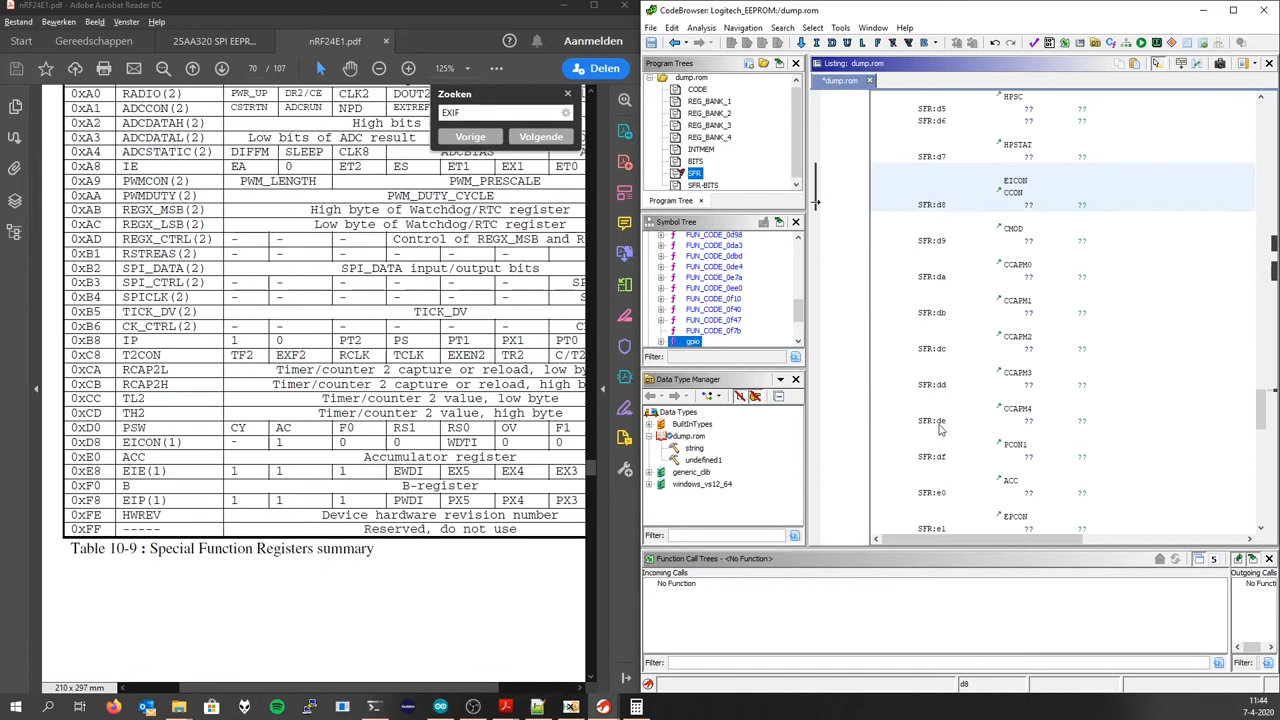 nRF24E1.pdf - Adobe Acrobat Reader DC
Bestand Bewerken Beeld Venster Help
Start Gereedschappen 25AA320 SPI EEPR... nRF24E1.pdf × Aanmelden
70 / 107 125% Delen
0xA0 RADIO(2) PWR_UP DR2/CE CLK2 DOUT2
0xA1 ADCCON(2) CSTRTN ADCRUN NPD EXTREF
0xA2 ADCDATAH(2) High bits
0xA3 ADCDATAL(2) Low bits of ADC result
0xA4 ADCSTATIC(2) DIFFM SLEEP CLK8 ADCBIAS
0xA8 IE EA 0 ET2 ES ET1 EX1 ET0
0xA9 PWMCON(2) PWM_LENGTH PWM_PRESCALE
0xAA PWMDUTY(2) PWM_DUTY_CYCLE
0xAB REGX_MSB(2) High byte of Watchdog/RTC register
0xAC REGX_LSB(2) Low byte of Watchdog/RTC register
0xAD REGX_CTRL(2) - - - Control of REGX_MSB and R
0xB1 RSTREAS(2) - - - - - -
0xB2 SPI_DATA(2) SPI_DATA input/output bits
0xB3 SPI_CTRL(2) - - - - - - SP
0xB4 SPICLK(2) - - - - - - S
0xB5 TICK_DV(2) TICK_DV
0xB6 CK_CTRL(2) - - - - - -
0xB8 IP 1 0 PT2 PS PT1 PX1 PT0
0xC8 T2CON TF2 EXF2 RCLK TCLK EXEN2 TR2 C/T2
0xCA RCAP2L Timer/counter 2 capture or reload, low by
0xCB RCAP2H Timer/counter 2 capture or reload, high b
0xCC TL2 Timer/counter 2 value, low byte
0xCD TH2 Timer/counter 2 value, high byte
0xD0 PSW CY AC F0 RS1 RS0 OV F1
0xD8 EICON(1) - 1 0 0 WDTI 0 0
0xE0 ACC Accumulator register
0xE8 EIE(1) 1 1 1 EWDI EX5 EX4 EX3
0xF0 B B-register
0xF8 EIP(1) 1 1 1 PWDI PX5 PX4 PX3
0xFE HWREV Device hardware revision number
0xFF ----- Reserved, do not use
Table 10-9 : Special Function Registers summary
210 x 297 mm
Zoeken
EXIF
Vorige Volgende
CodeBrowser: Logitech_EEPROM:/dump.rom
File Edit Analysis Navigation Search Select Tools Window Help
Program Trees
dump.rom
CODE
REG_BANK_1
REG_BANK_2
REG_BANK_3
REG_BANK_4
INTMEM
BITS
SFR
SFR-BITS
Program Tree ×
Symbol Tree
FUN_CODE_0d98
FUN_CODE_0da3
FUN_CODE_0dbd
FUN_CODE_0de4
FUN_CODE_0e7a
FUN_CODE_0ee0
FUN_CODE_0f10
FUN_CODE_0f40
FUN_CODE_0f47
FUN_CODE_0f7b
gpio
Filter:
Data Type Manager
Data Types
BuiltInTypes
dump.rom
string
undefined1
generic_clib
windows_vs12_64
Filter:
Listing: dump.rom
*dump.rom ×
HPSC
SFR:d5 ?? ??
SFR:d6 ?? ??
HPSTAT
SFR:d7 ?? ??
EICON
CCON
SFR:d8 ?? ??
CMOD
SFR:d9 ?? ??
CCAPM0
SFR:da ?? ??
CCAPM1
SFR:db ?? ??
CCAPM2
SFR:dc ?? ??
CCAPM3
SFR:dd ?? ??
CCAPM4
SFR:de ?? ??
PCON1
SFR:df ?? ??
ACC
SFR:e0 ?? ??
EPCON
SFR:e1 ?? ??
Function Call Trees - <No Function>
Incoming Calls
No Function
Outgoing Calls
No Functi
Filter: Filter:
d8
11:44
7-4-2020